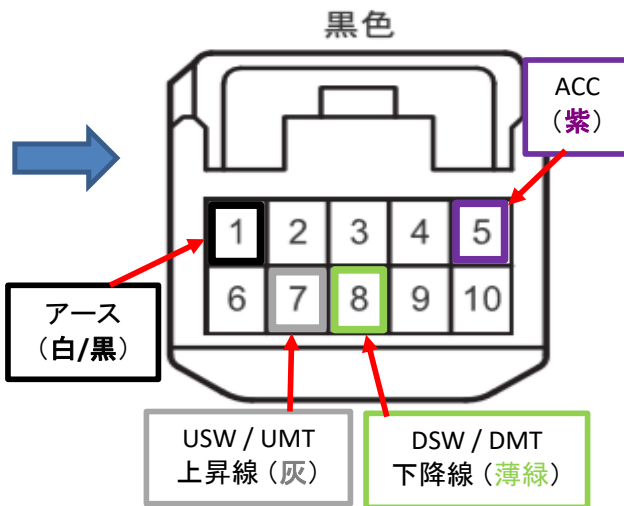 黒色
ACC
（紫）
1 2 3 4 5
6 7 8 9 10
アース
（白/黒）
USW / UMT
上昇線（灰）
DSW / DMT
下降線（薄緑）